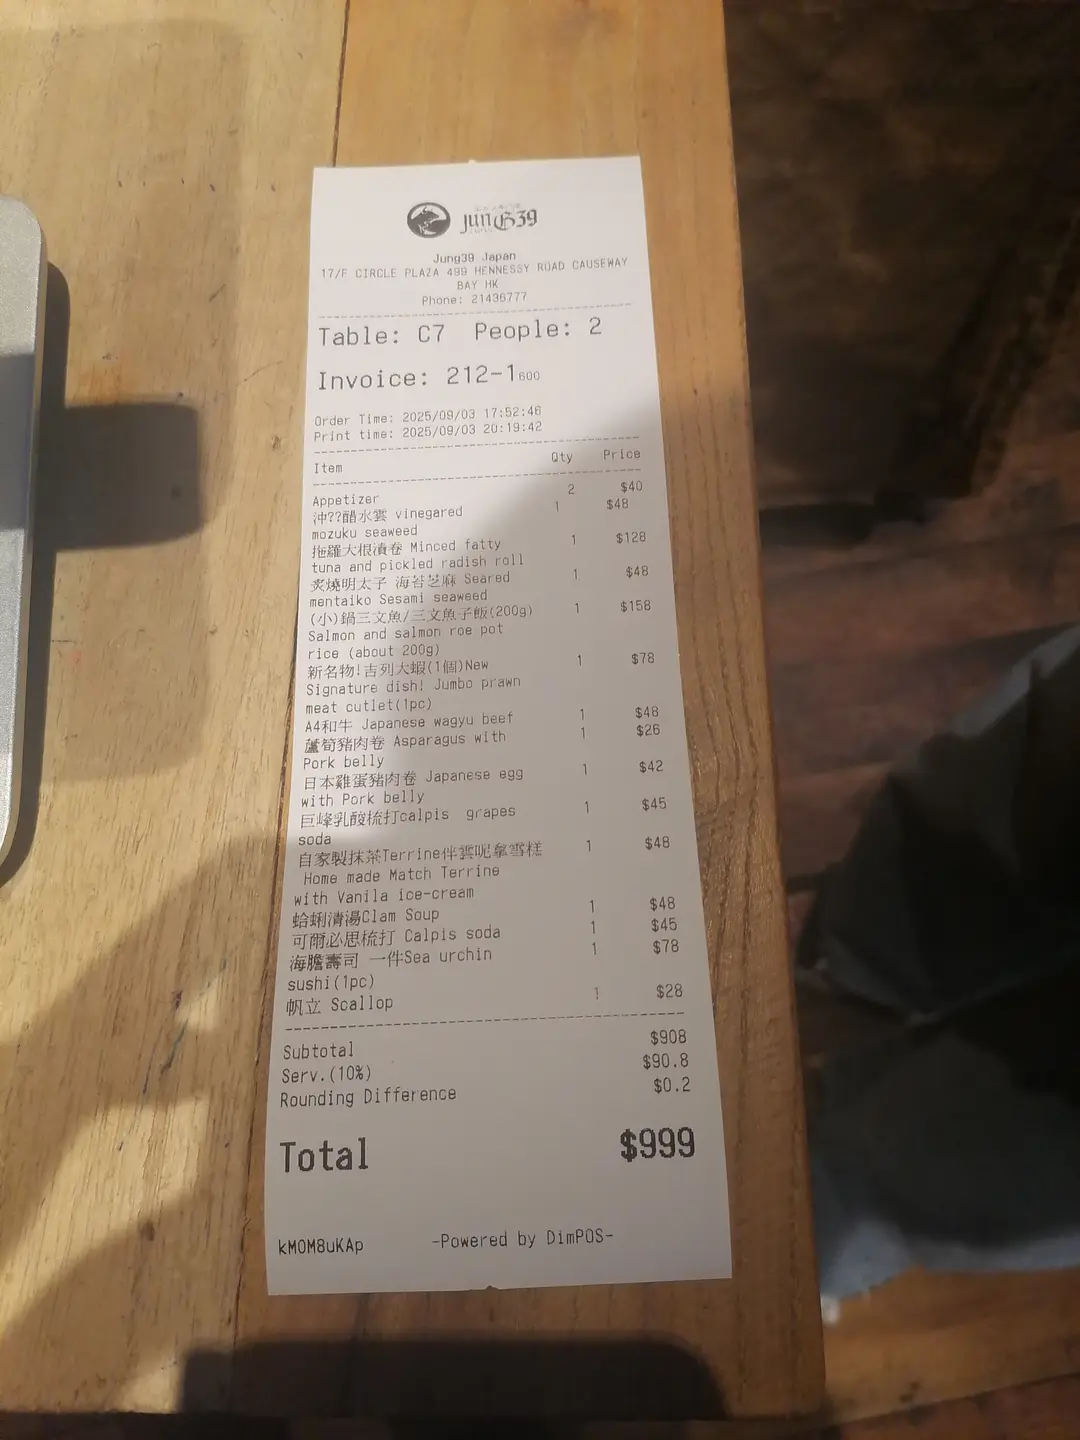 jun639
Jung39 Japan
17/F CIRCLE PLAZA 499 HENNESSY ROAD CAUSEWAY
BAY HK
Phone: 21436777
Table: C7 People: 2
Invoice: 212-1600
Order Time: 2025/09/03 17:52:46
Print time: 2025/09/03 20:19:42
Item Qty Price
Appetizer 2 $40
沖??醋水雲 vinegared 1 $48
mozuku seaweed
拖羅大根漬卷 Minced fatty 1 $128
tuna and pickled radish roll
炙燒明太子 海苔芝麻 Seared 1 $48
mentaiko Sesami seaweed
(小)鍋三文魚/三文魚子飯(200g) 1 $158
Salmon and salmon roe pot
rice (about 200g)
新名物!吉列大蝦(1個)New 1 $78
Signature dish! Jumbo prawn
meat cutlet(1pc)
A4和牛 Japanese wagyu beef 1 $48
蘆筍豬肉卷 Asparagus with 1 $26
Pork belly
日本雞蛋豬肉卷 Japanese egg 1 $42
with Pork belly
巨峰乳酸梳打calpis grapes 1 $45
soda
自家製抹茶Terrine伴雲呢拿雪糕 1 $48
Home made Match Terrine
with Vanila ice-cream
蛤蜊清湯Clam Soup 1 $48
可爾必思梳打 Calpis soda 1 $45
海膽壽司 一件Sea urchin 1 $78
sushi(1pc)
帆立 Scallop 1 $28
Subtotal $908
Serv.(10%) $90.8
Rounding Difference $0.2
Total $999
kMOM8uKAp -Powered by DimPOS-